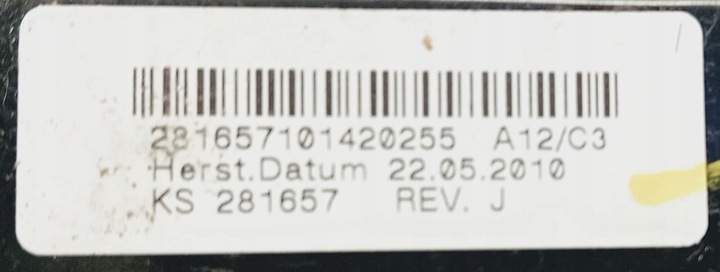 281657101420255 A12/C3
Herst.Datum 22.05.2010
KS 281657 REV. J